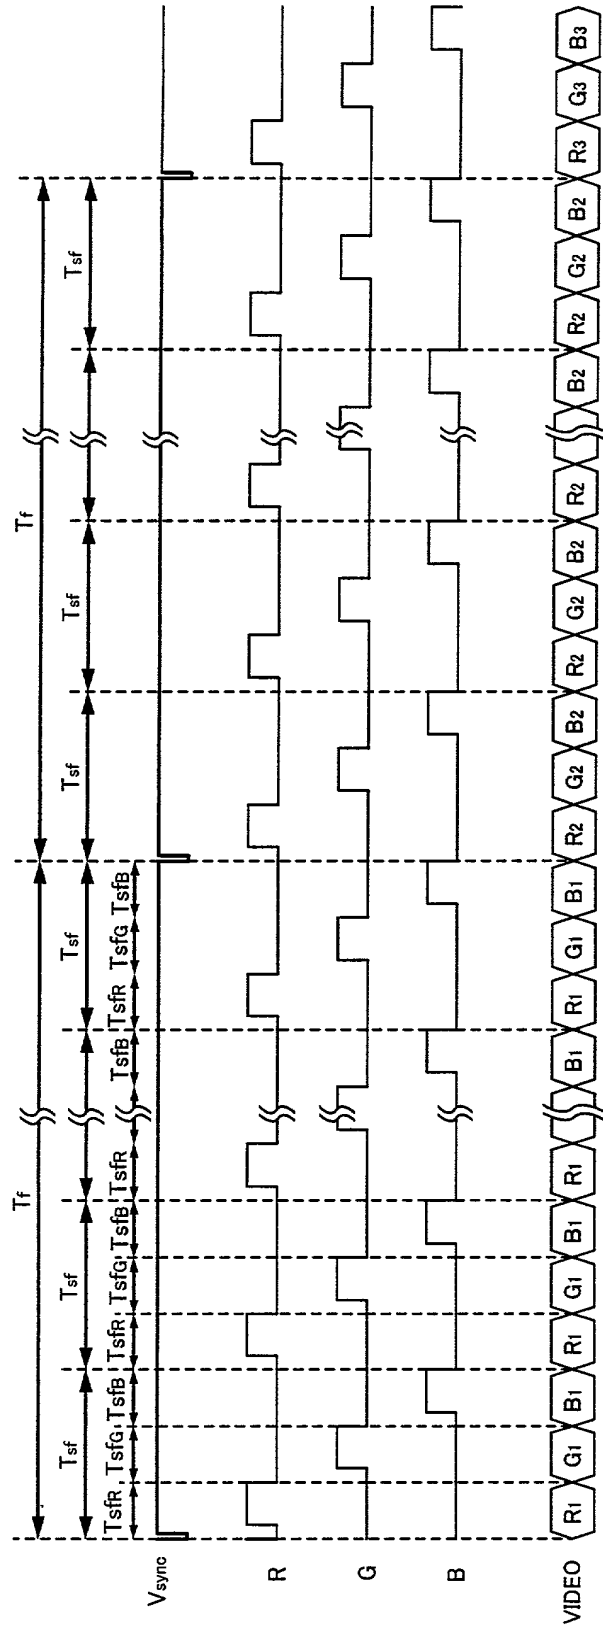 Tf Tf
Tsf Tsf Tsf Tsf Tsf Tsf
TsfR TsfG TsfB TsfR TsfG TsfB TsfR TsfB TsfR TsfG TsfB
Vsync
R
G
B
VIDEO R1 G1 B1 R1 G1 B1 R1 B1 R1 G1 B1 R2 G2 B2 R2 G2 B2 R2 B2 R2 G2 B2 R3 G3 B3